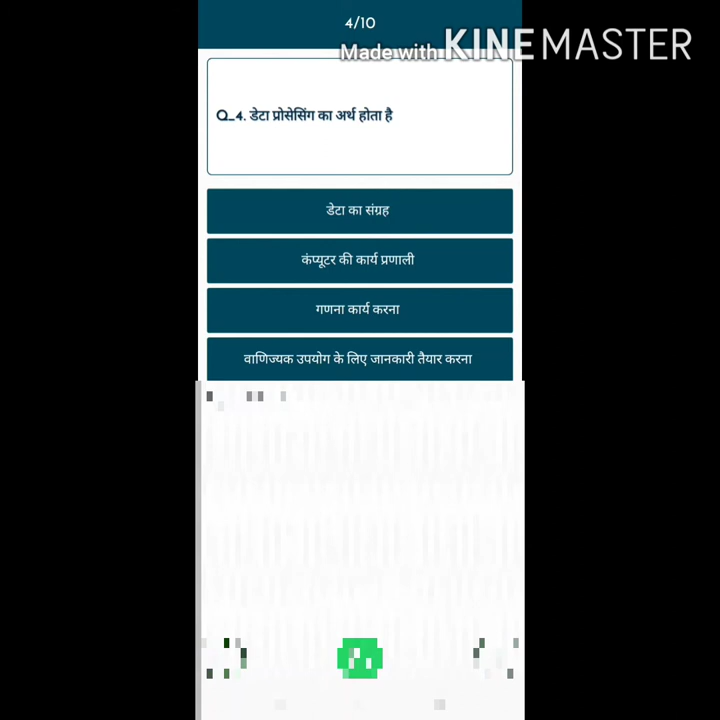 4/10
Made with KINEMASTER
Q_4. डेटा प्रोसेसिंग का अर्थ होता है
डेटा का संग्रह
कंप्यूटर की कार्य प्रणाली
गणना कार्य करना
वाणिज्यक उपयोग के लिए जानकारी तैयार करना